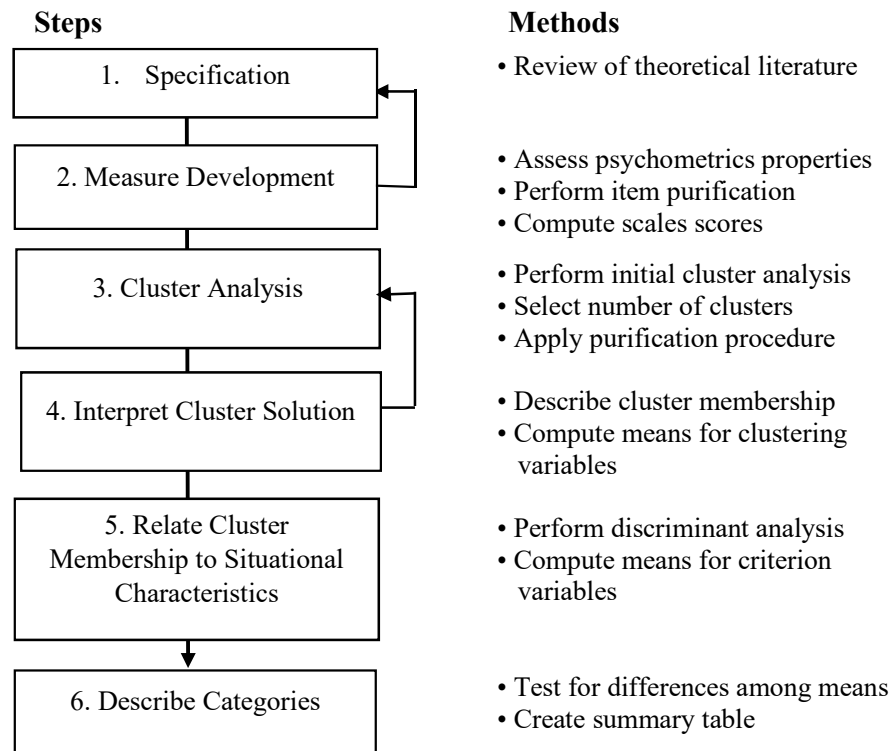 Steps
Methods
1. Specification
• Review of theoretical literature
2. Measure Development
• Assess psychometrics properties
• Perform item purification
• Compute scales scores
3. Cluster Analysis
• Perform initial cluster analysis
• Select number of clusters
• Apply purification procedure
4. Interpret Cluster Solution
• Describe cluster membership
• Compute means for clustering
variables
5. Relate Cluster
Membership to Situational
Characteristics
• Perform discriminant analysis
• Compute means for criterion
variables
6. Describe Categories
• Test for differences among means
• Create summary table